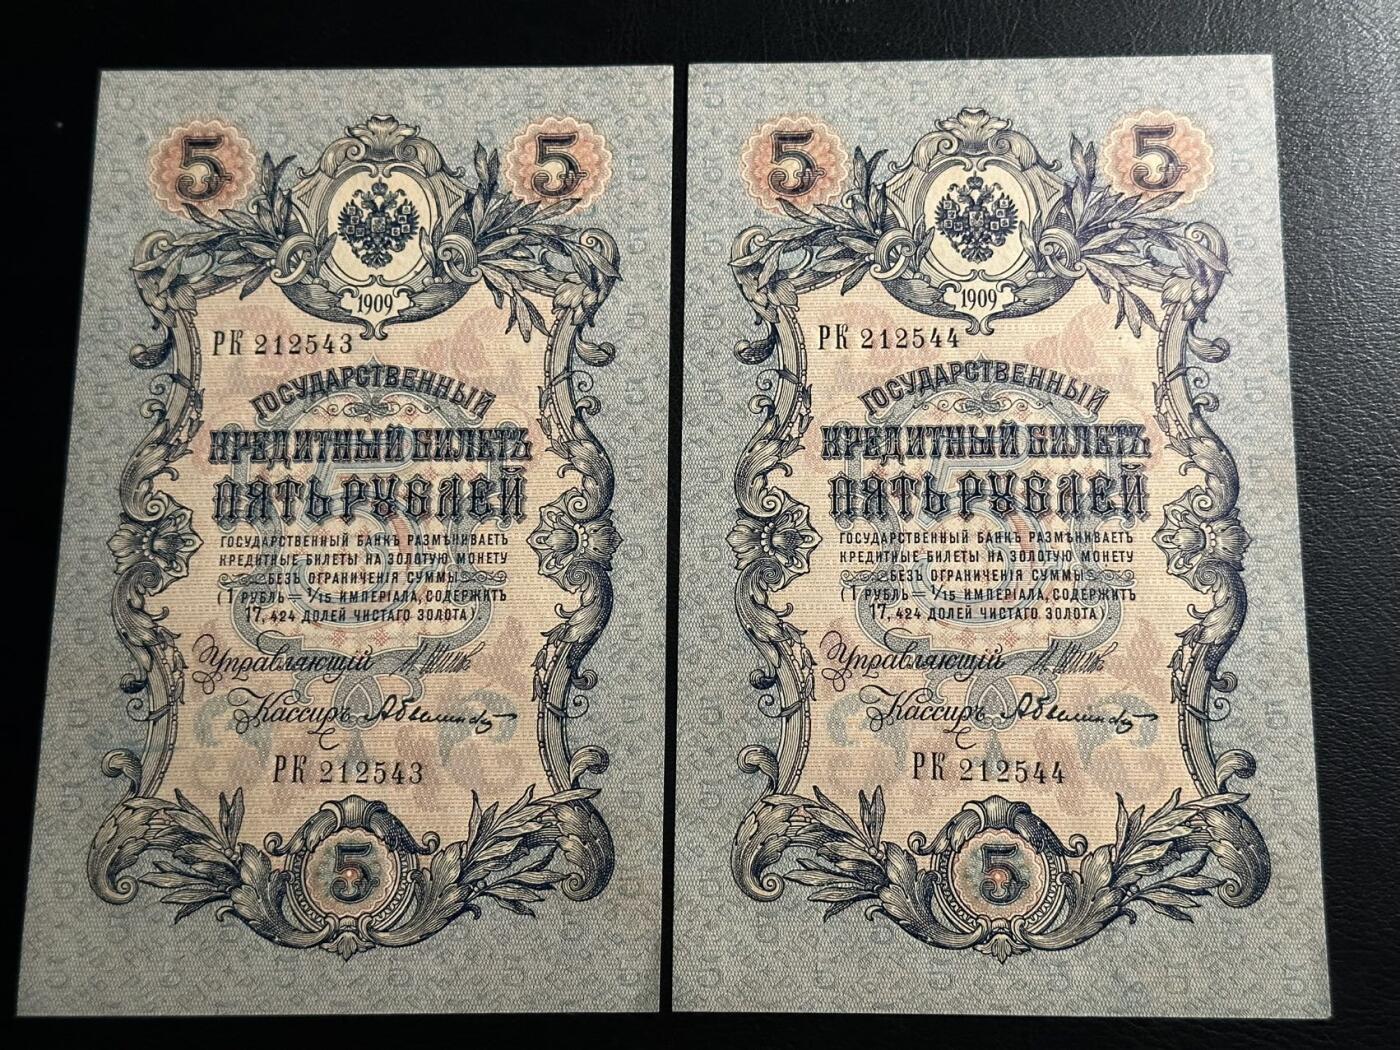 5 5
1909
РК 212543
ГОСУДАРСТВЕННЫЙ
КРЕДИТНЫЙ БИЛЕТЪ
ПЯТЬ РУБЛЕЙ
ГОСУДАРСТВЕННЫЙ БАНКЪ РАЗМѢНИВАЕТЪ
КРЕДИТНЫЕ БИЛЕТЫ НА ЗОЛОТУЮ МОНЕТУ
БЕЗЪ ОГРАНИЧЕНІЯ СУММЫ
(1 РУБЛЬ = 1/15 ИМПЕРІАЛА, СОДЕРЖИТЪ
17,424 ДОЛЕЙ ЧИСТАГО ЗОЛОТА).
Управляющій
Кассиръ
РК 212543
5
5 5
1909
РК 212544
ГОСУДАРСТВЕННЫЙ
КРЕДИТНЫЙ БИЛЕТЪ
ПЯТЬ РУБЛЕЙ
ГОСУДАРСТВЕННЫЙ БАНКЪ РАЗМѢНИВАЕТЪ
КРЕДИТНЫЕ БИЛЕТЫ НА ЗОЛОТУЮ МОНЕТУ
БЕЗЪ ОГРАНИЧЕНІЯ СУММЫ
(1 РУБЛЬ = 1/15 ИМПЕРІАЛА, СОДЕРЖИТЪ
17,424 ДОЛЕЙ ЧИСТАГО ЗОЛОТА).
Управляющій
Кассиръ
РК 212544
5